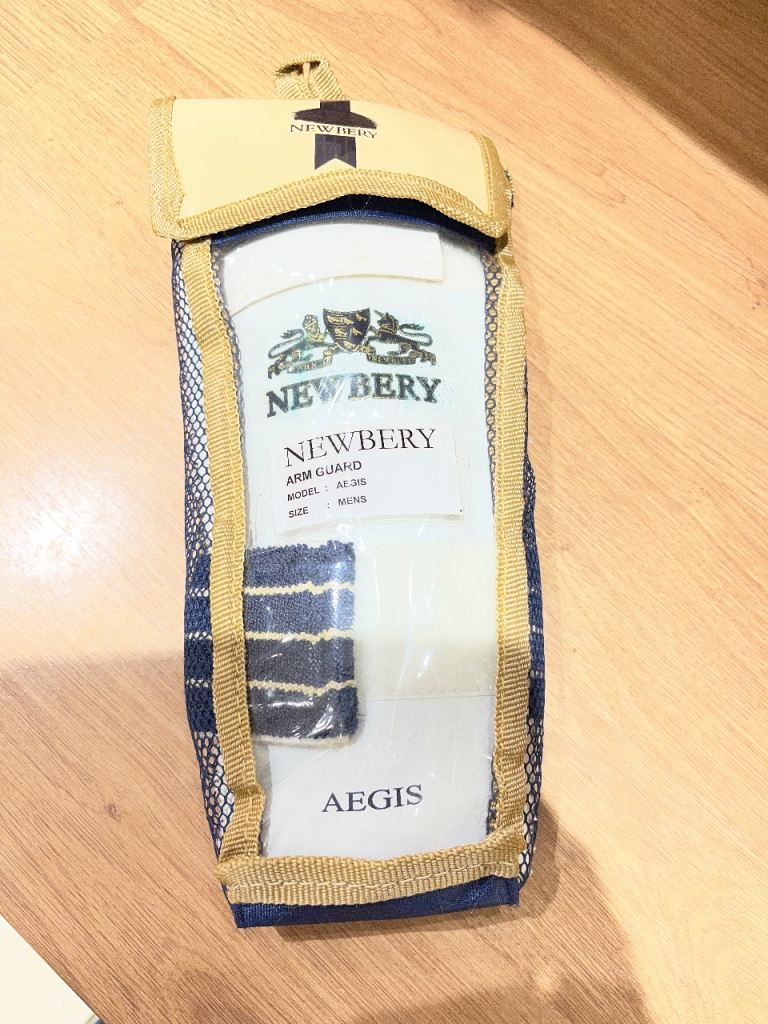 NEWBERY
NEWBERY
NEWBERY
ARM GUARD
MODEL : AEGIS
SIZE : MENS
AEGIS